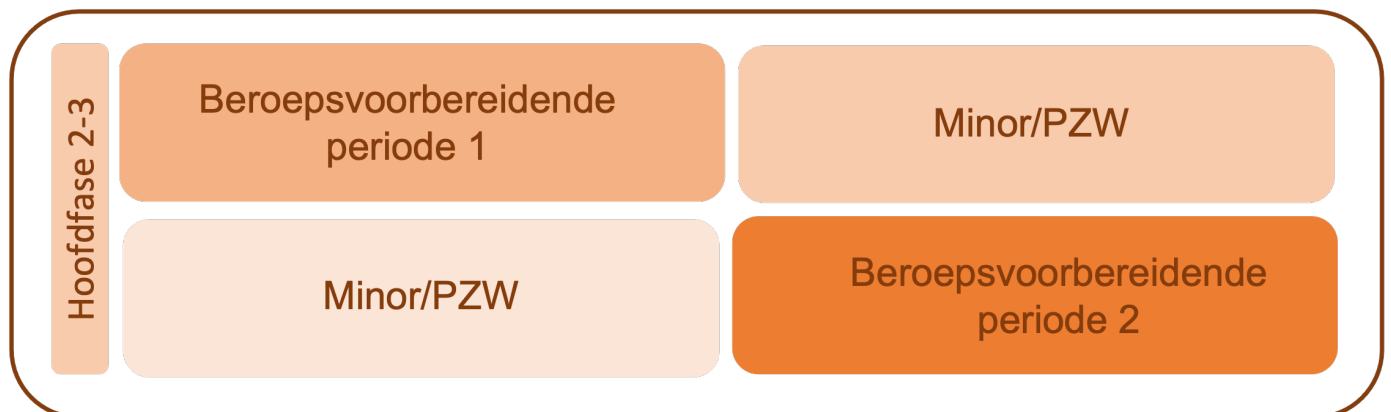 Hoofdfase 2-3
Beroepsvoorbereidende
periode 1
Minor/PZW
Minor/PZW
Beroepsvoorbereidende
periode 2